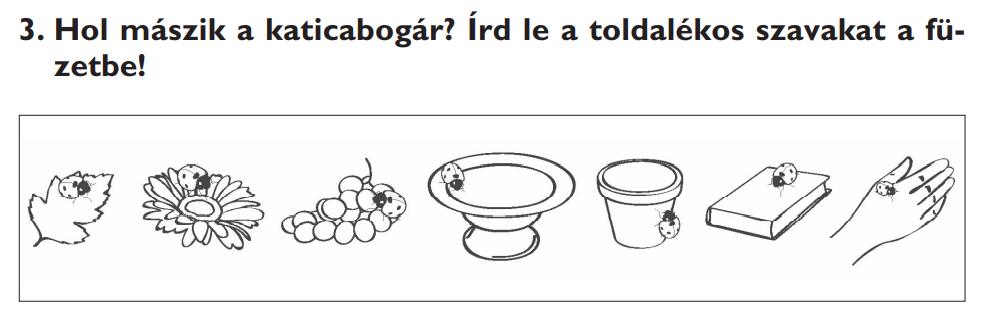 3. Hol mászik a katicabogár? Írd le a toldalékos szavakat a fü-
zetbe!